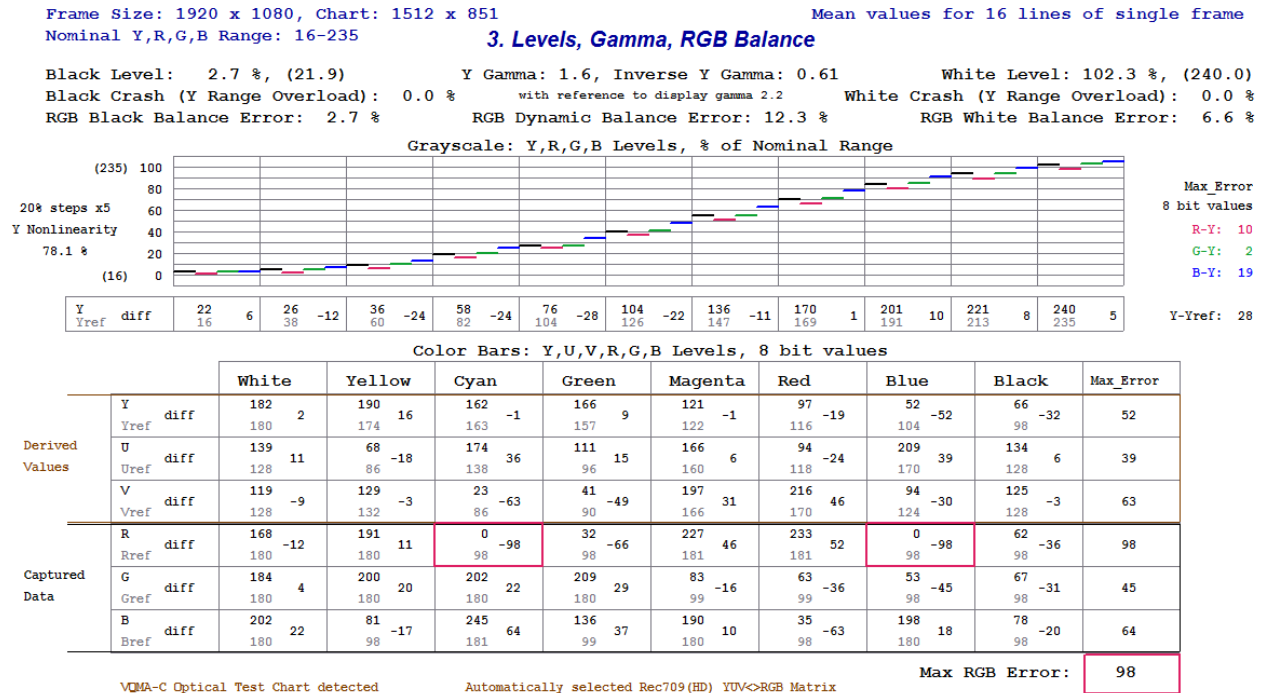 Frame Size: 1920 x 1080, Chart: 1512 x 851
Mean values for 16 lines of single frame
Nominal Y,R,G,B Range: 16-235
3. Levels, Gamma, RGB Balance
Black Level: 2.7 %, (21.9)
Y Gamma: 1.6, Inverse Y Gamma: 0.61
White Level: 102.3 %, (240.0)
Black Crash (Y Range Overload): 0.0 %
with reference to display gamma 2.2
White Crash (Y Range Overload): 0.0 %
RGB Black Balance Error: 2.7 %
RGB Dynamic Balance Error: 12.3 %
RGB White Balance Error: 6.6 %
Grayscale: Y,R,G,B Levels, % of Nominal Range
(235) 100
80
60
40
20
(16) 0
20% steps x5
Y Nonlinearity
78.1 %
Max_Error
8 bit values
R-Y: 10
G-Y: 2
B-Y: 19
Y 22 26 36 58 76 104 136 170 201 221 240
diff 6 -12 -24 -24 -28 -22 -11 1 10 8 5 Y-Yref: 28
Yref 16 38 60 82 104 126 147 169 191 213 235
Color Bars: Y,U,V,R,G,B Levels, 8 bit values
White Yellow Cyan Green Magenta Red Blue Black Max_Error
Derived Values
Y 182 190 162 166 121 97 52 66
diff 2 16 -1 9 -1 -19 -52 -32 52
Yref 180 174 163 157 122 116 104 98
U 139 68 174 111 166 94 209 134
diff 11 -18 36 15 6 -24 39 6 39
Uref 128 86 138 96 160 118 170 128
V 119 129 23 41 197 216 94 125
diff -9 -3 -63 -49 31 46 -30 -3 63
Vref 128 132 86 90 166 170 124 128
Captured Data
R 168 191 0 32 227 233 0 62
diff -12 11 -98 -66 46 52 -98 -36 98
Rref 180 180 98 98 181 181 98 98
G 184 200 202 209 83 63 53 67
diff 4 20 22 29 -16 -36 -45 -31 45
Gref 180 180 180 180 99 99 98 98
B 202 81 245 136 190 35 198 78
diff 22 -17 64 37 10 -63 18 -20 64
Bref 180 98 181 99 180 98 180 98
Max RGB Error: 98
VQMA-C Optical Test Chart detected
Automatically selected Rec709(HD) YUV<>RGB Matrix